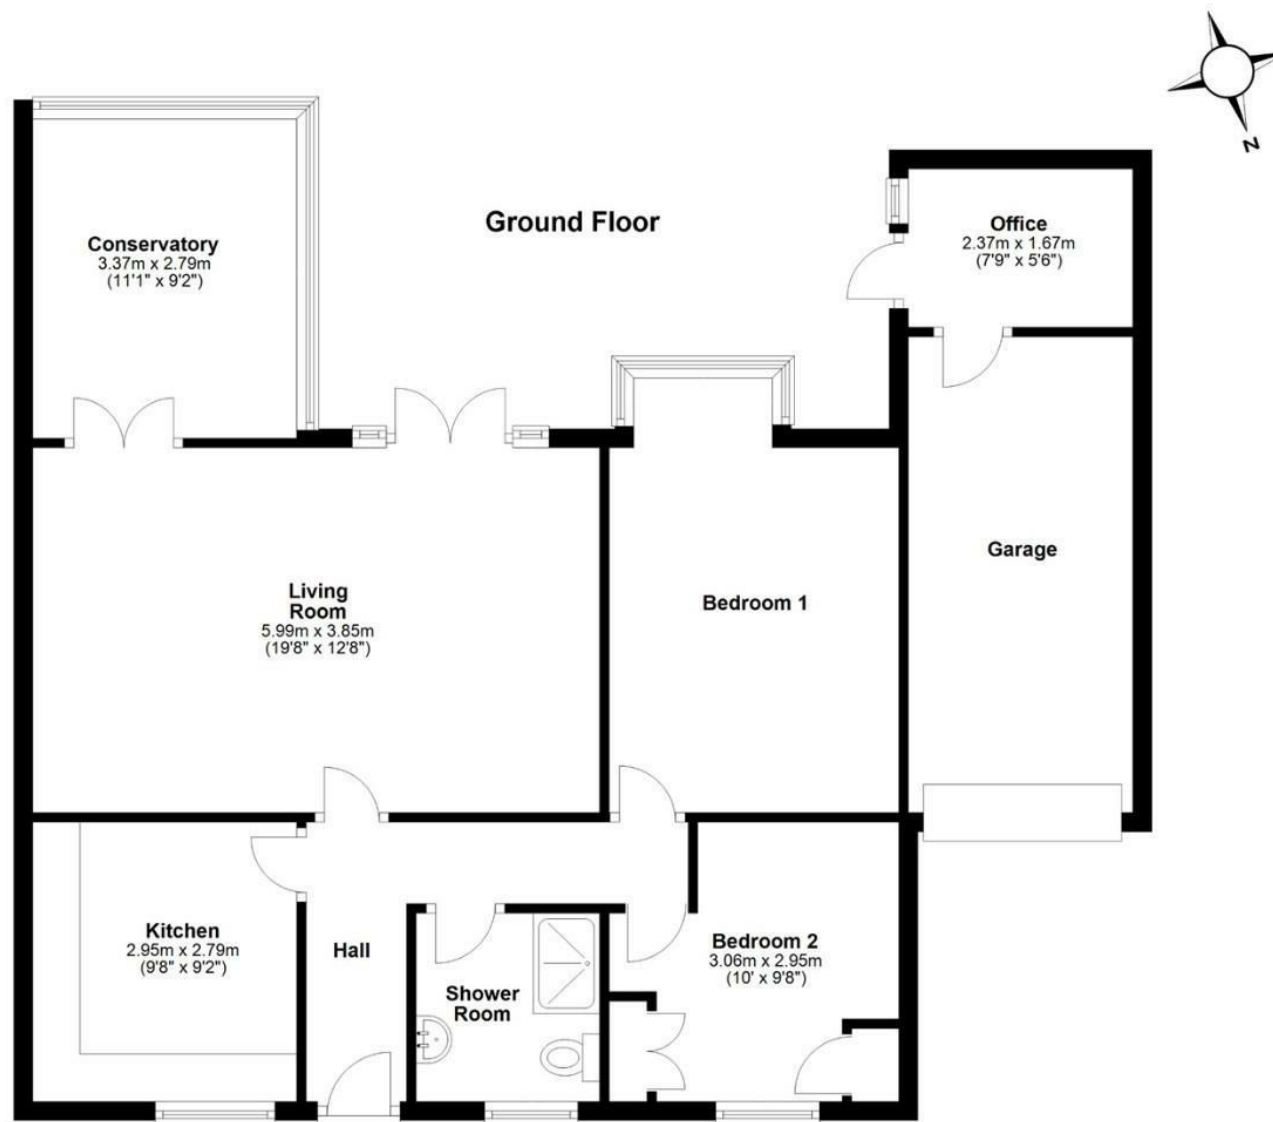 N
Ground Floor
Conservatory
3.37m x 2.79m
(11'1" x 9'2")
Office
2.37m x 1.67m
(7'9" x 5'6")
Living
Room
5.99m x 3.85m
(19'8" x 12'8")
Bedroom 1
Garage
Kitchen
2.95m x 2.79m
(9'8" x 9'2")
Hall
Shower
Room
Bedroom 2
3.06m x 2.95m
(10' x 9'8")